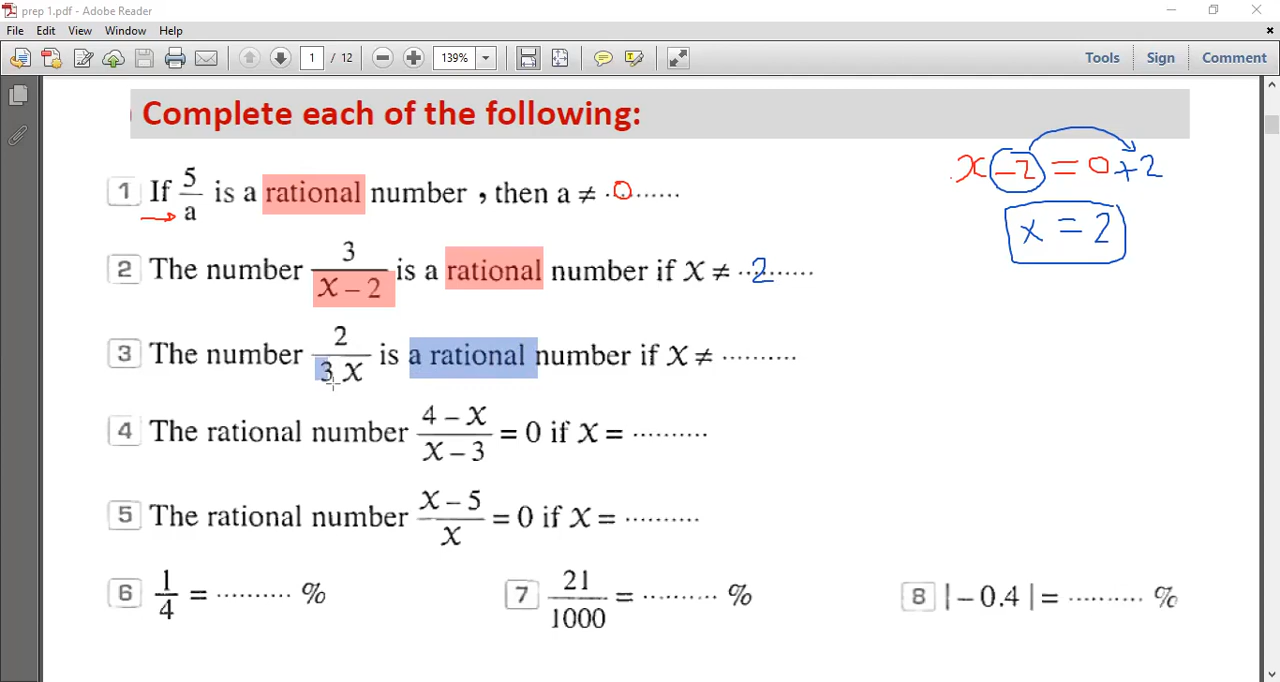 prep 1.pdf - Adobe Reader
File Edit View Window Help
1 / 12 139% Tools Sign Comment
Complete each of the following:
1 If 5/a is a rational number , then a ≠ ..0......
x - 2 = 0 + 2
x = 2
2 The number 3/(x – 2) is a rational number if x ≠ ...2......
3 The number 2/(3 x) is a rational number if x ≠ ..........
4 The rational number (4 – x)/(x – 3) = 0 if x = ..........
5 The rational number (x – 5)/x = 0 if x = ..........
6 1/4 = .......... %
7 21/1000 = .......... %
8 | – 0.4 | = .......... %